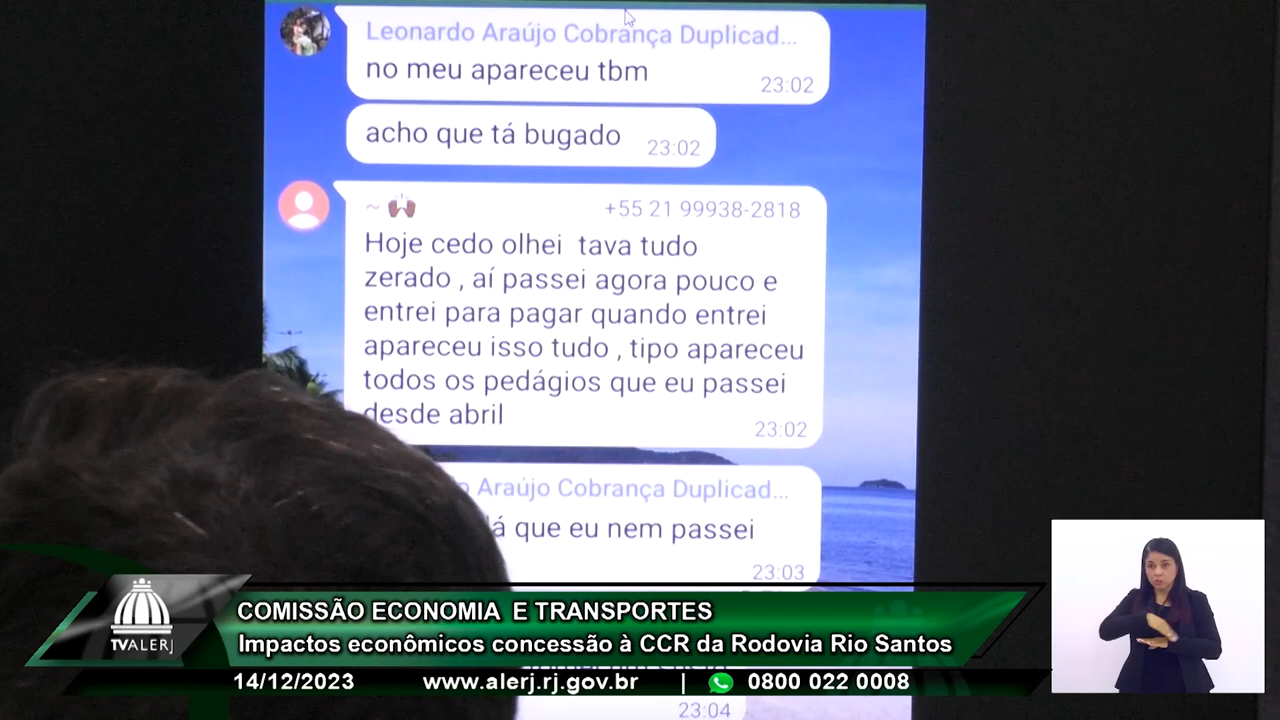 Leonardo Araújo Cobrança Duplicad...
no meu apareceu tbm
23:02
acho que tá bugado
23:02
~ +55 21 99938-2818
Hoje cedo olhei tava tudo
zerado , aí passei agora pouco e
entrei para pagar quando entrei
apareceu isso tudo , tipo apareceu
todos os pedágios que eu passei
desde abril
23:02
Araújo Cobrança Duplicad...
que eu nem passei
23:03
COMISSÃO ECONOMIA E TRANSPORTES
Impactos econômicos concessão à CCR da Rodovia Rio Santos
TVALERJ
14/12/2023 www.alerj.rj.gov.br | 0800 022 0008
23:04